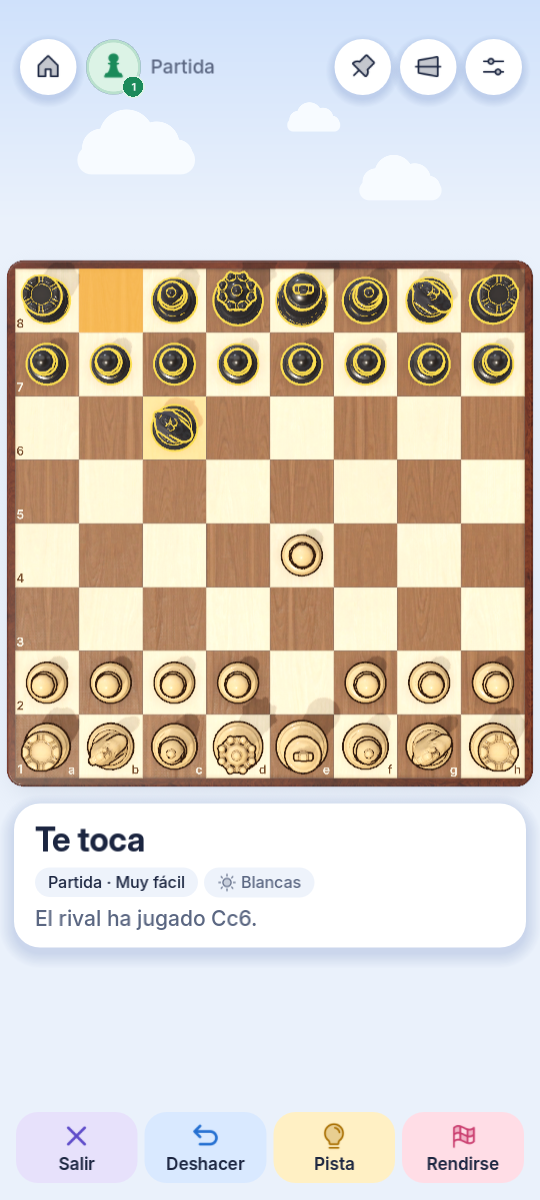 Partida
1
8
7
6
5
4
3
2
1 a b c d e f g h
Te toca
Partida · Muy fácil
Blancas
El rival ha jugado Cc6.
Salir
Deshacer
Pista
Rendirse